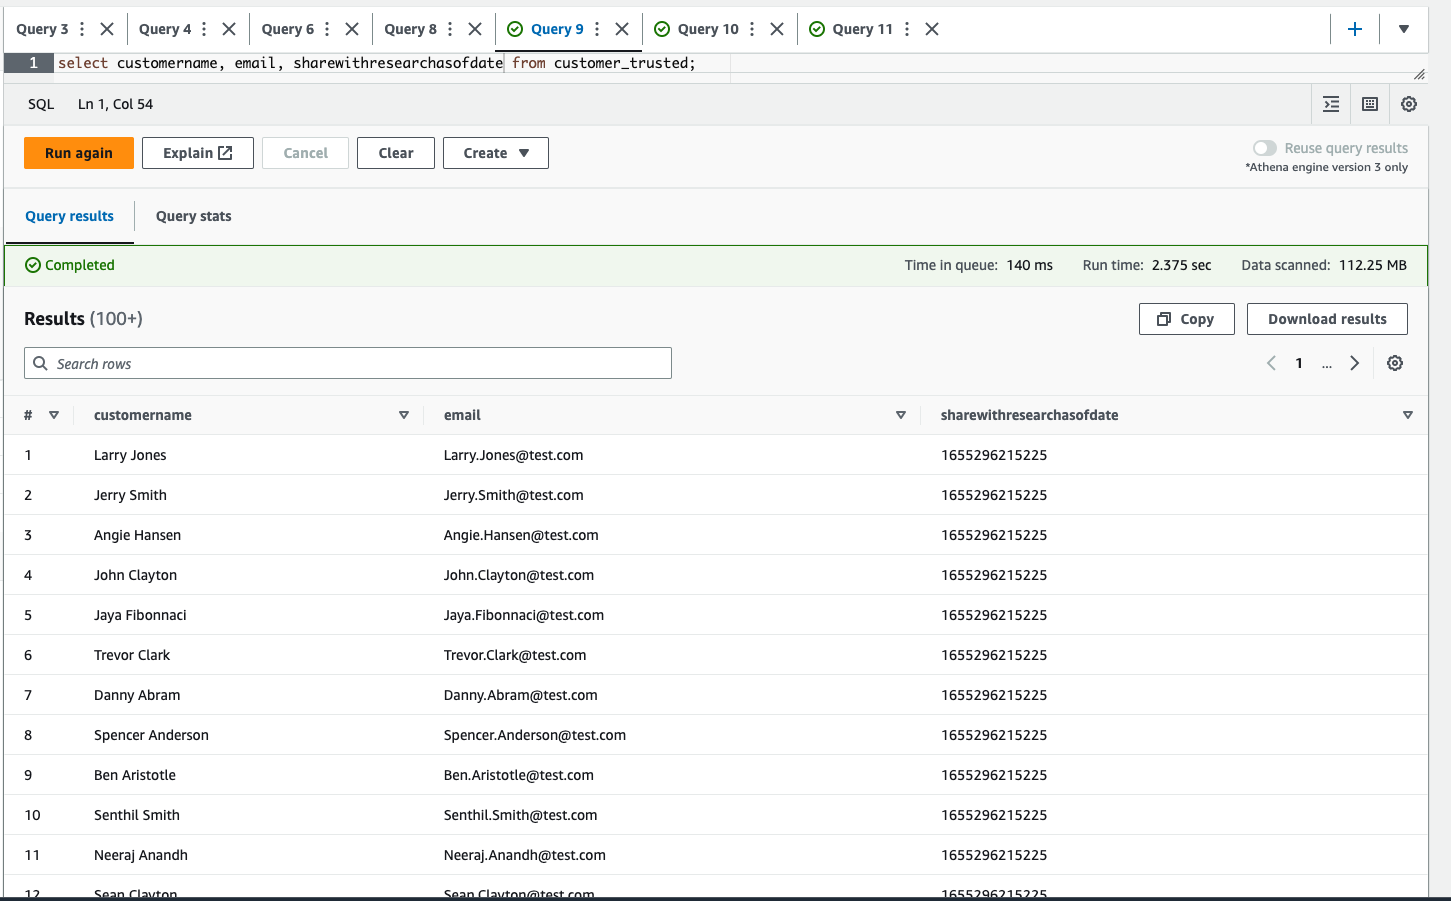 Query 3 Query 4 Query 6 Query 8 Query 9 Query 10 Query 11
1 select customername, email, sharewithresearchasofdate from customer_trusted;
SQL Ln 1, Col 54
Run again Explain Cancel Clear Create Reuse query results
*Athena engine version 3 only
Query results Query stats
Completed Time in queue: 140 ms Run time: 2.375 sec Data scanned: 112.25 MB
Results (100+) Copy Download results
Search rows 1 ...
# customername email sharewithresearchasofdate
1 Larry Jones Larry.Jones@test.com 1655296215225
2 Jerry Smith Jerry.Smith@test.com 1655296215225
3 Angie Hansen Angie.Hansen@test.com 1655296215225
4 John Clayton John.Clayton@test.com 1655296215225
5 Jaya Fibonnaci Jaya.Fibonnaci@test.com 1655296215225
6 Trevor Clark Trevor.Clark@test.com 1655296215225
7 Danny Abram Danny.Abram@test.com 1655296215225
8 Spencer Anderson Spencer.Anderson@test.com 1655296215225
9 Ben Aristotle Ben.Aristotle@test.com 1655296215225
10 Senthil Smith Senthil.Smith@test.com 1655296215225
11 Neeraj Anandh Neeraj.Anandh@test.com 1655296215225
12 Sean Clayton Sean.Clayton@test.com 1655296215225